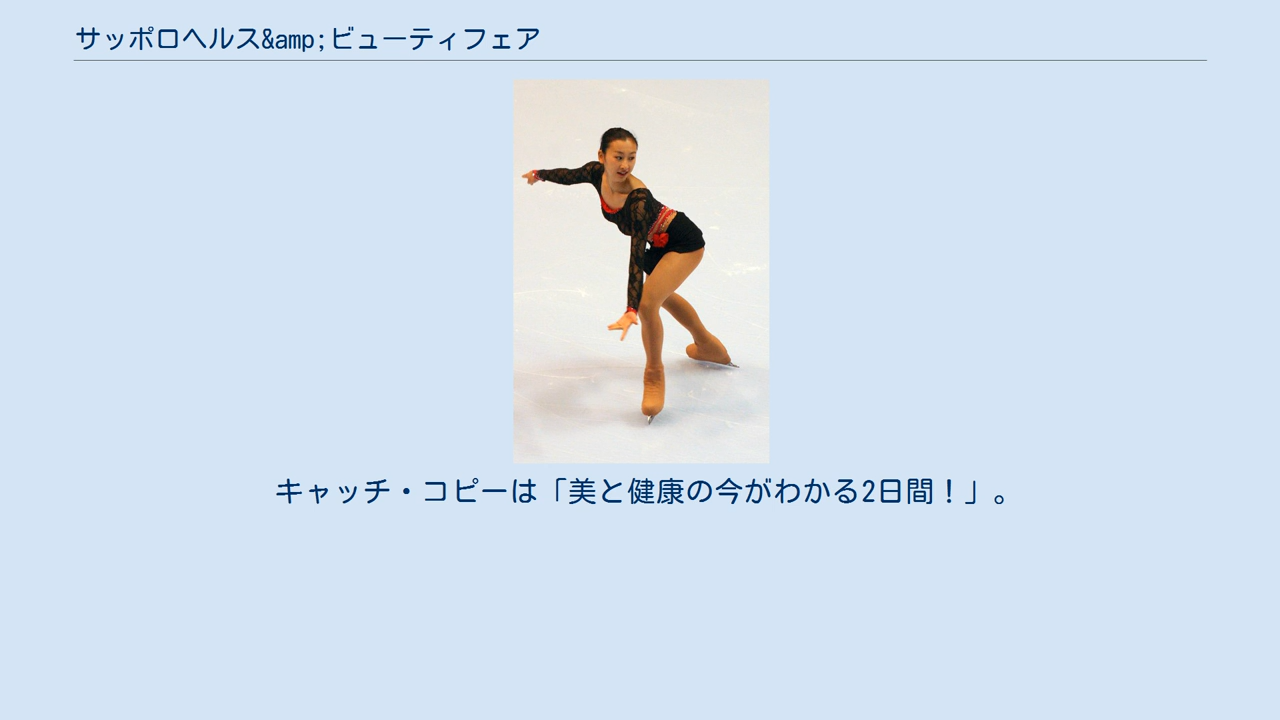 サッポロヘルス&amp;ビューティフェア
キャッチ・コピーは「美と健康の今がわかる2日間！」。